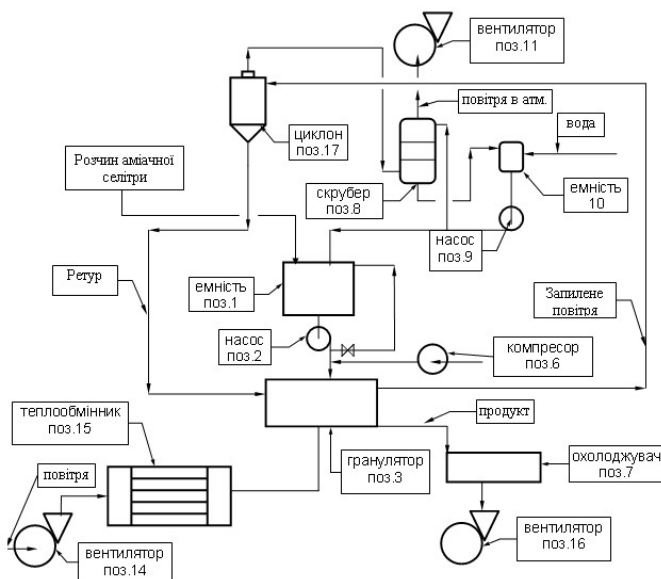 вентилятор
поз.11
повітря в атм.
вода
циклон
поз.17
Розчин аміачної
селітри
скрубер
поз.8
емність
10
насос
поз.9
емність
поз.1
Ретур
Запилене
повітря
насос
поз.2
компресор
поз.6
теплообмінник
поз.15
продукт
гранулятор
поз.3
охолоджувач
поз.7
повітря
вентилятор
поз.14
вентилятор
поз.16